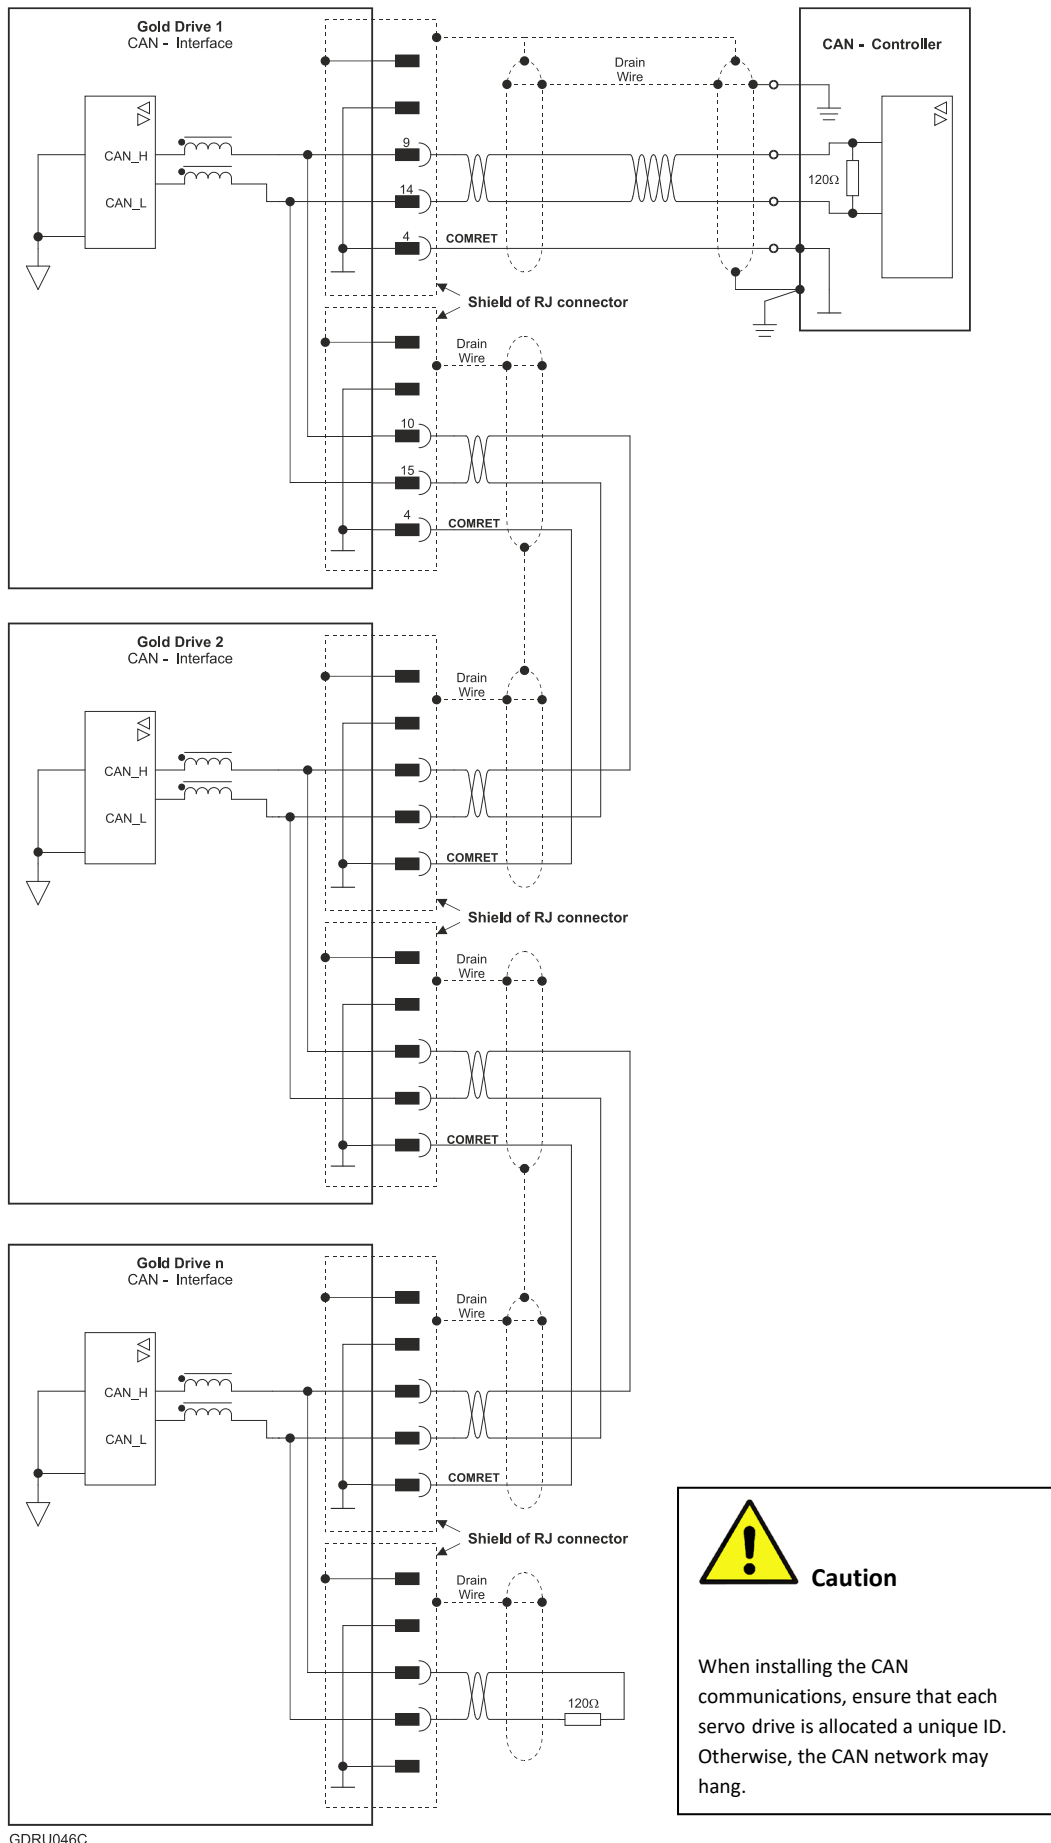 Gold Drive 1
CAN - Interface
CAN - Controller
Drain
Wire
CAN_H
CAN_L
9
14
4
COMRET
120Ω
Shield of RJ connector
Drain
Wire
10
15
4
COMRET
Gold Drive 2
CAN - Interface
Drain
Wire
CAN_H
CAN_L
COMRET
Shield of RJ connector
Drain
Wire
COMRET
Gold Drive n
CAN - Interface
Drain
Wire
CAN_H
CAN_L
COMRET
Shield of RJ connector
Drain
Wire
120Ω
Caution
When installing the CAN
communications, ensure that each
servo drive is allocated a unique ID.
Otherwise, the CAN network may
hang.
GDRU046C